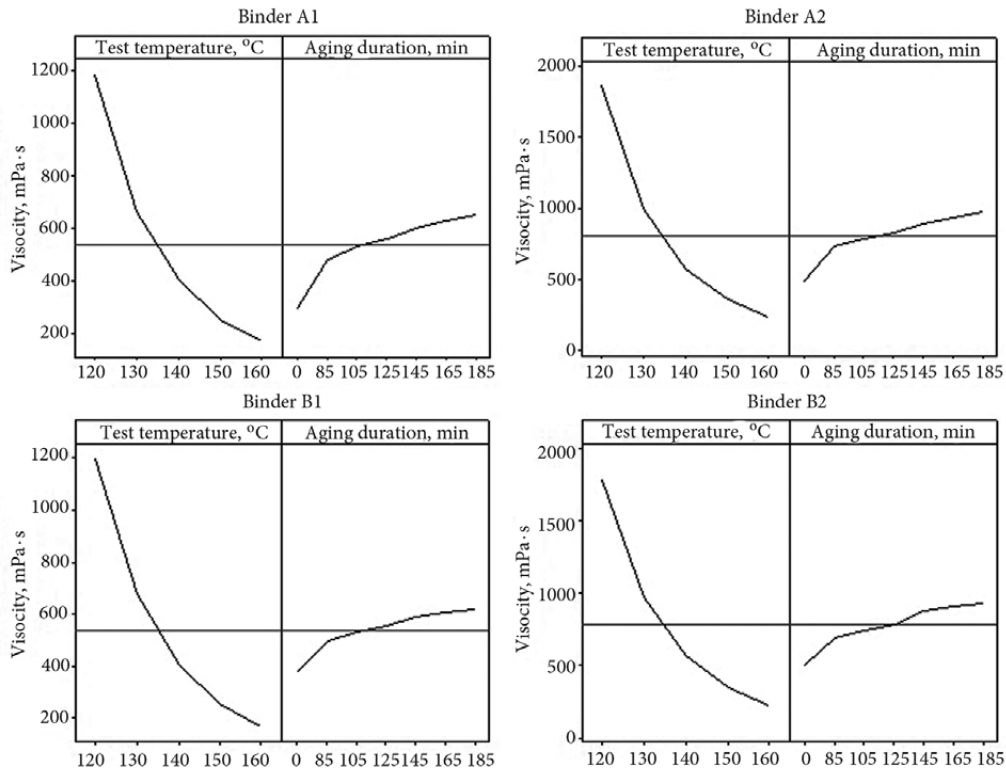 Binder A1
Test temperature, °C Aging duration, min
Visocity, mPa·s
1200
1000
800
600
400
200
120 130 140 150 160 0 85 105 125 145 165 185
Binder A2
Test temperature, °C Aging duration, min
Visocity, mPa·s
2000
1500
1000
500
0
120 130 140 150 160 0 85 105 125 145 165 185
Binder B1
Test temperature, °C Aging duration, min
Visocity, mPa·s
1200
1000
800
600
400
200
120 130 140 150 160 0 85 105 125 145 165 185
Binder B2
Test temperature, °C Aging duration, min
Visocity, mPa·s
2000
1500
1000
500
0
120 130 140 150 160 0 85 105 125 145 165 185